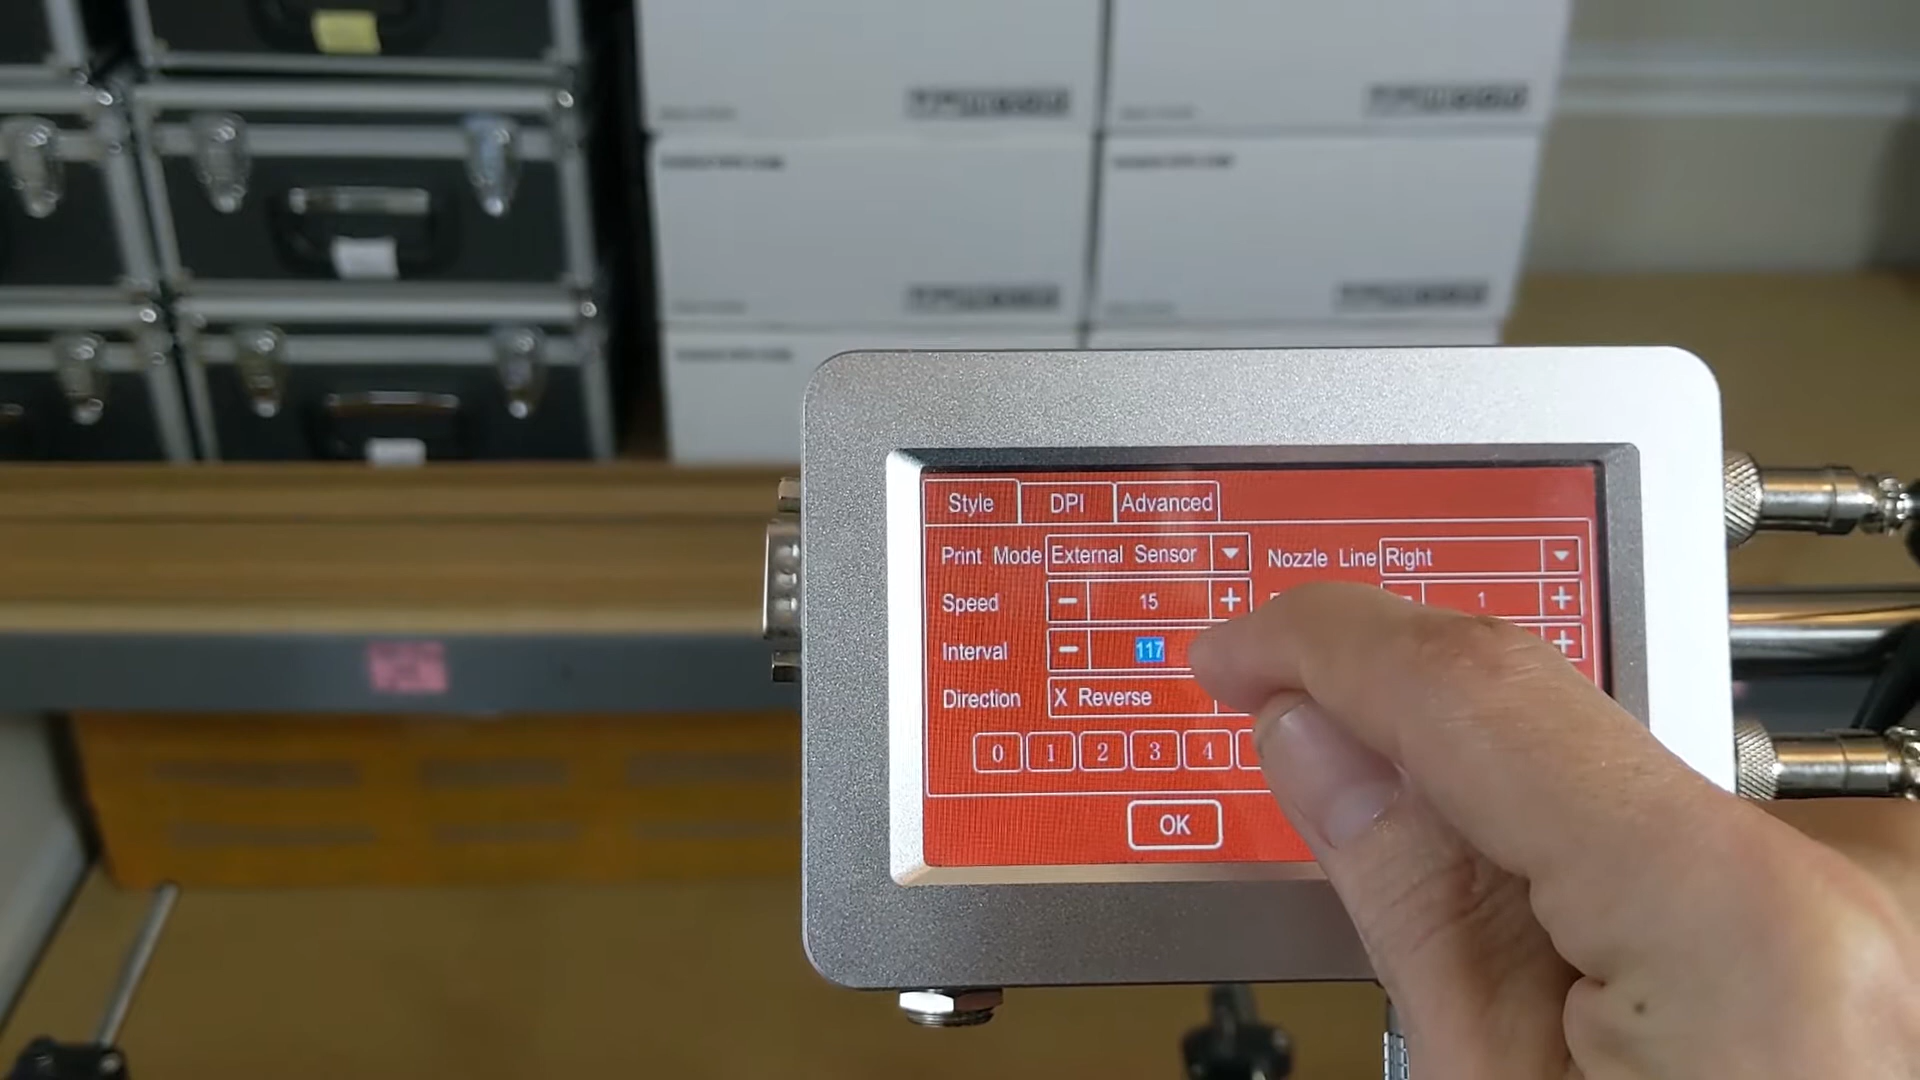 Style DPI Advanced
Print Mode External Sensor Nozzle Line Right
Speed - 15 + - 1 +
Interval - 117 +
Direction X Reverse
0 1 2 3 4
OK